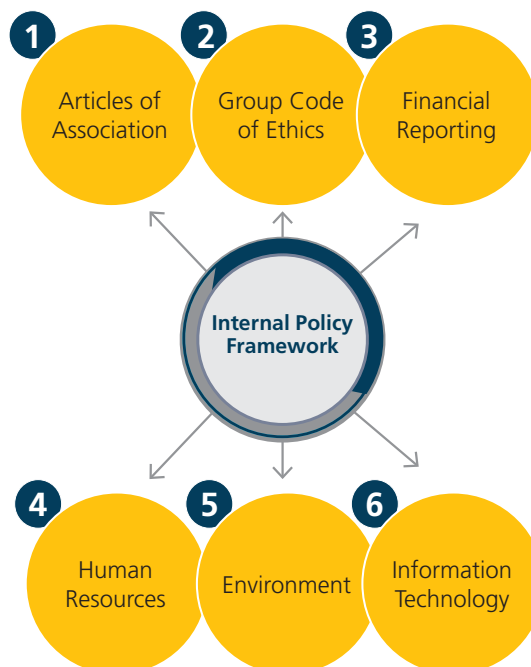 1
Articles of
Association
2
Group Code
of Ethics
3
Financial
Reporting
Internal Policy
Framework
4
Human
Resources
5
Environment
6
Information
Technology